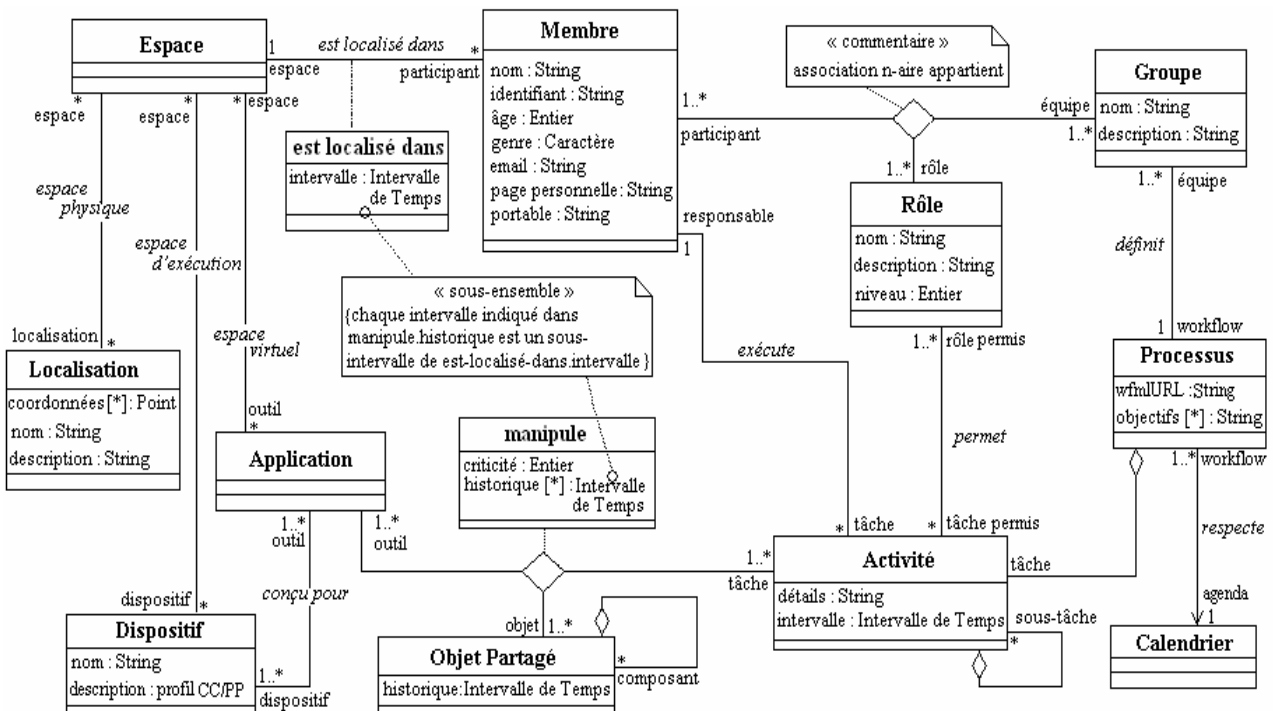 Espace
1
espace
est localisé dans
*
participant
Membre
nom : String
identifiant : String
âge : Entier
genre : Caractère
email : String
page personnelle : String
portable : String
« commentaire »
association n-aire appartient
Groupe
nom : String
description : String
1..*
participant
équipe
1..*
1..* rôle
1..*
équipe
*
espace
*
espace
*
espace
est localisé dans
intervalle : Intervalle
de Temps
espace
physique
espace
d'exécution
espace
virtuel
responsable
1
Rôle
nom : String
description : String
niveau : Entier
définit
« sous-ensemble »
{chaque intervalle indiqué dans
manipule.historique est un sous-
intervalle de est-localisé-dans.intervalle }
exécute
1..* rôle permis
1 workflow
localisation *
Localisation
coordonnées [*] : Point
nom : String
description : String
Processus
wfmlURL :String
objectifs [*] : String
outil
*
Application
manipule
criticité : Entier
historique [*] : Intervalle
de Temps
permet
1..* workflow
respecte
1..*
outil
1..*
outil
* tâche
* tâche permis
1..*
tâche
Activité
détails : String
intervalle : Intervalle de Temps
tâche
sous-tâche
*
agenda
1
Calendrier
conçu pour
dispositif *
Dispositif
nom : String
description : profil CC/PP
1..*
dispositif
objet 1..*
Objet Partagé
historique:Intervalle de Temps
*
composant